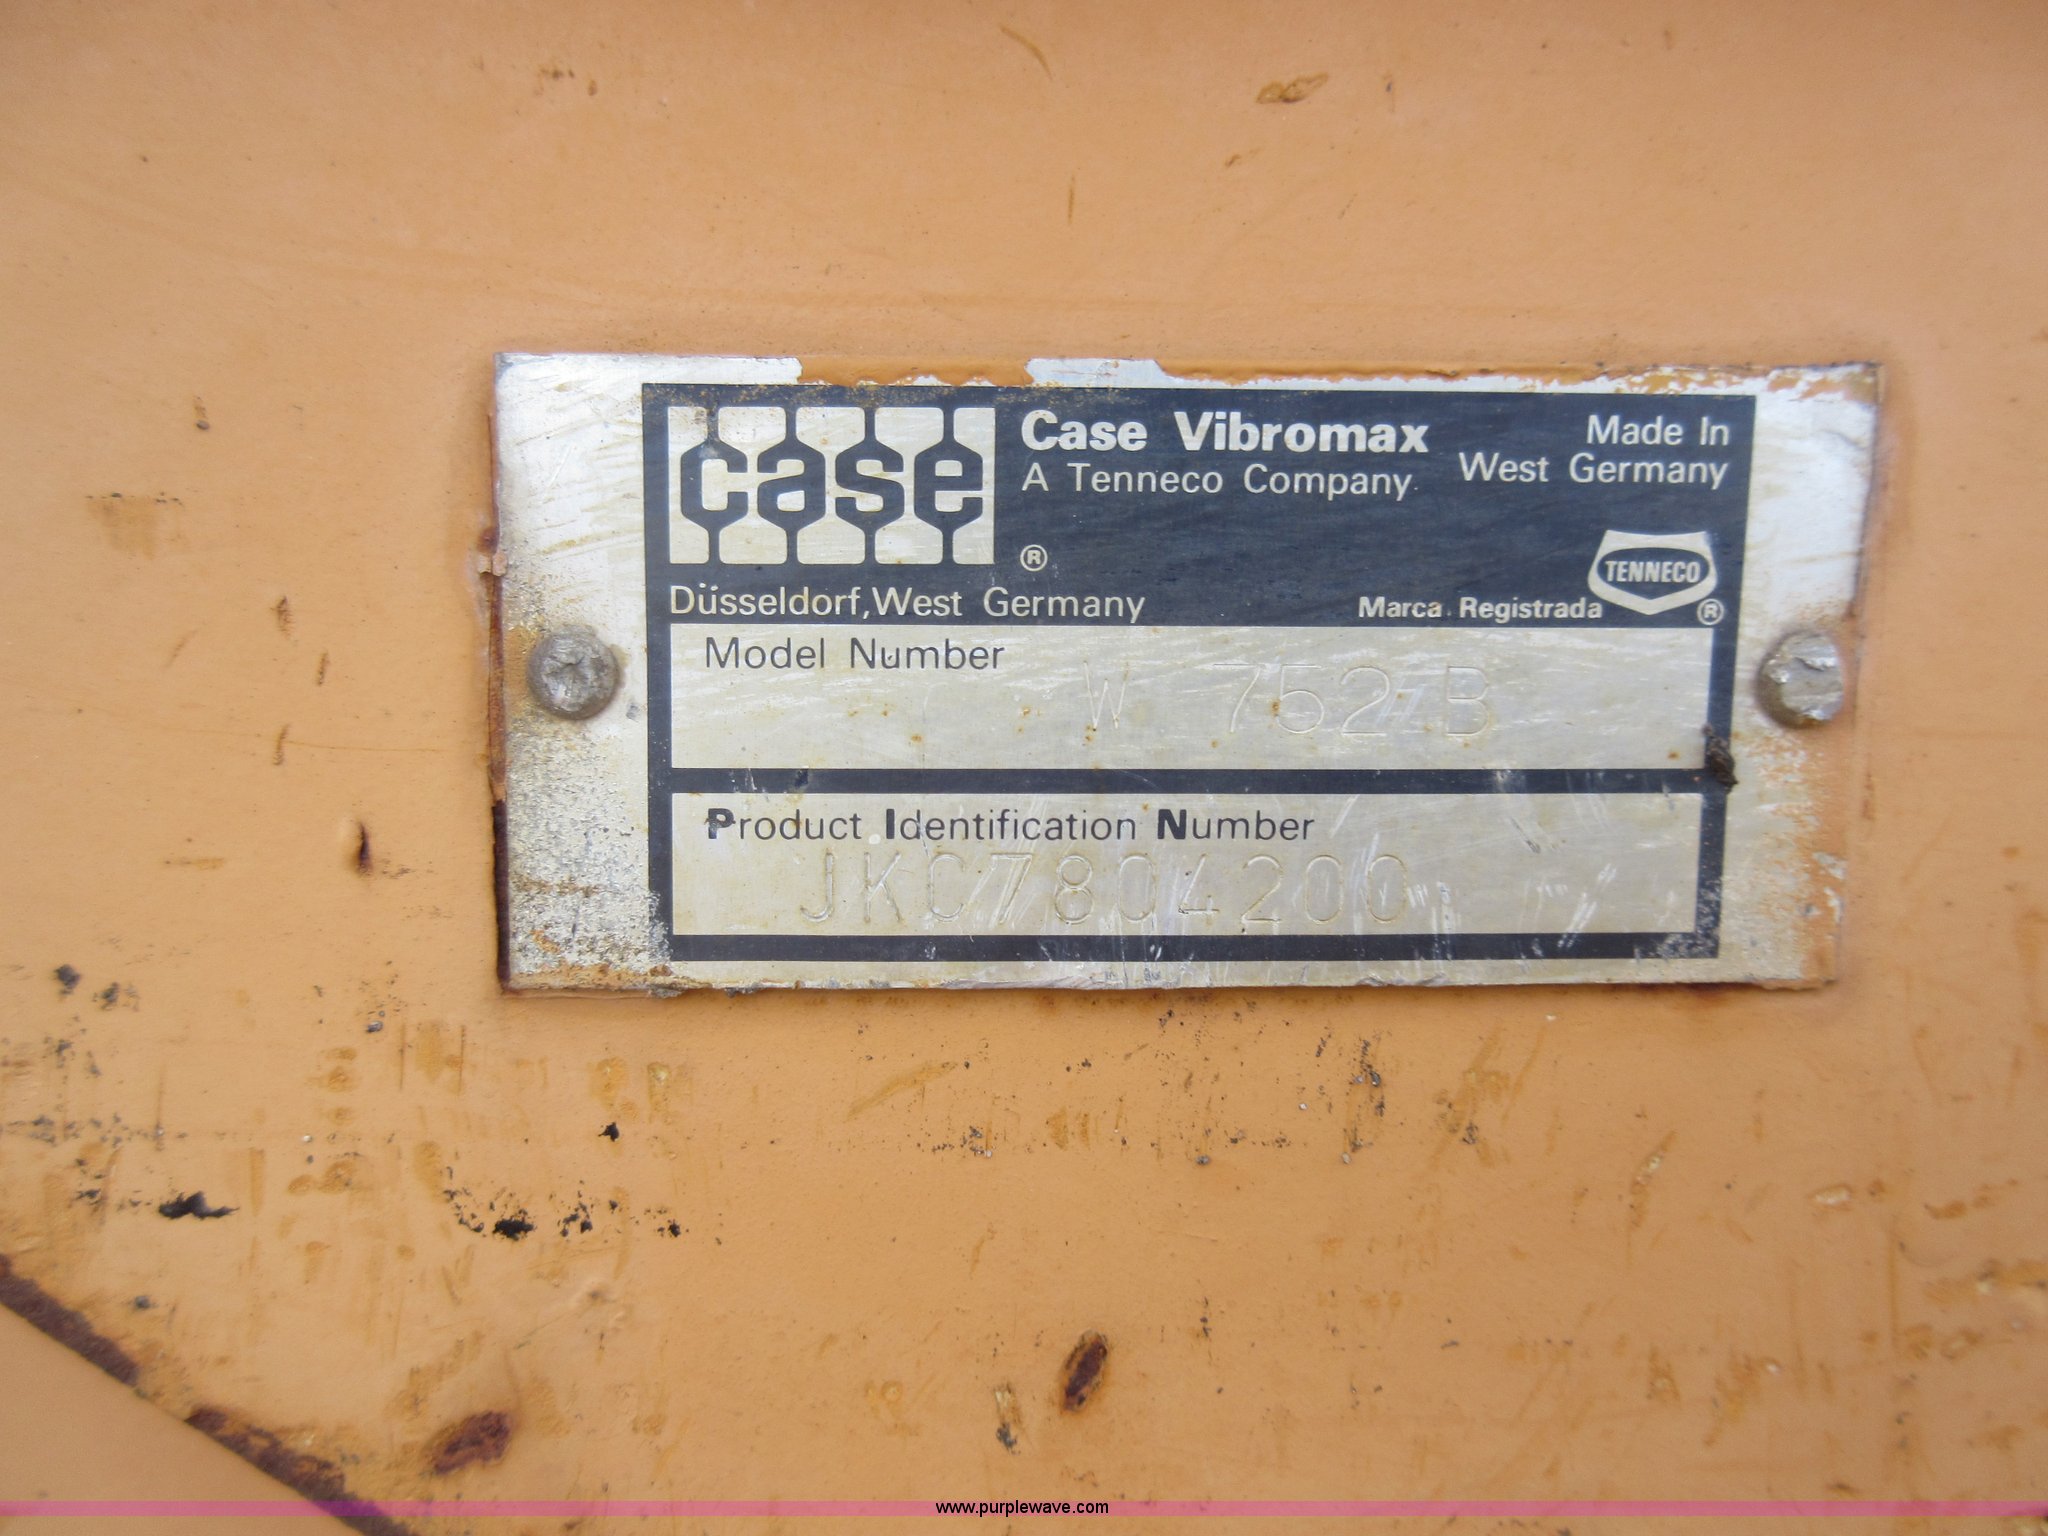 case
®
Case Vibromax
A Tenneco Company
Made In
West Germany
Düsseldorf, West Germany
Marca Registrada
TENNECO
®
Model Number
W 752 B
Product Identification Number
JKC7804200
www.purplewave.com